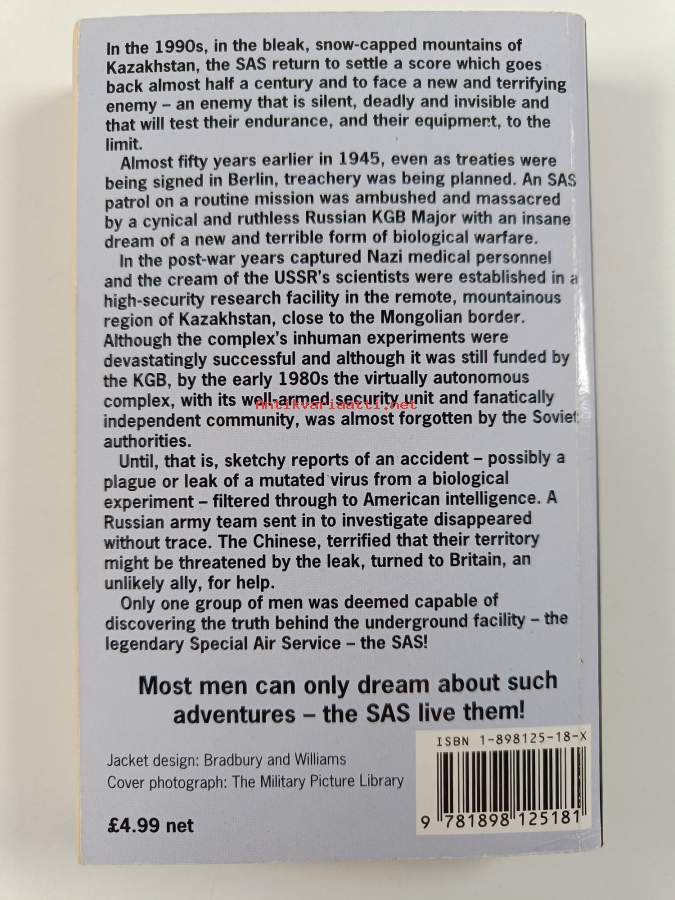 In the 1990s, in the bleak, snow-capped mountains of
Kazakhstan, the SAS return to settle a score which goes
back almost half a century and to face a new and terrifying
enemy – an enemy that is silent, deadly and invisible and
that will test their endurance, and their equipment, to the
limit.
Almost fifty years earlier in 1945, even as treaties were
being signed in Berlin, treachery was being planned. An SAS
patrol on a routine mission was ambushed and massacred
by a cynical and ruthless Russian KGB Major with an insane
dream of a new and terrible form of biological warfare.
In the post-war years captured Nazi medical personnel
and the cream of the USSR's scientists were established in a
high-security research facility in the remote, mountainous
region of Kazakhstan, close to the Mongolian border.
Although the complex's inhuman experiments were
devastatingly successful and although it was still funded by
the KGB, by the early 1980s the virtually autonomous
complex, with its well-armed security unit and fanatically
Antikvariaatti.net
independent community, was almost forgotten by the Soviet
authorities.
Until, that is, sketchy reports of an accident – possibly a
plague or leak of a mutated virus from a biological
experiment – filtered through to American intelligence. A
Russian army team sent in to investigate disappeared
without trace. The Chinese, terrified that their territory
might be threatened by the leak, turned to Britain, an
unlikely ally, for help.
Only one group of men was deemed capable of
discovering the truth behind the underground facility – the
legendary Special Air Service – the SAS!
Most men can only dream about such
adventures – the SAS live them!
Jacket design: Bradbury and Williams
Cover photograph: The Military Picture Library
£4.99 net
ISBN 1-898125-18-X
9 781898 125181